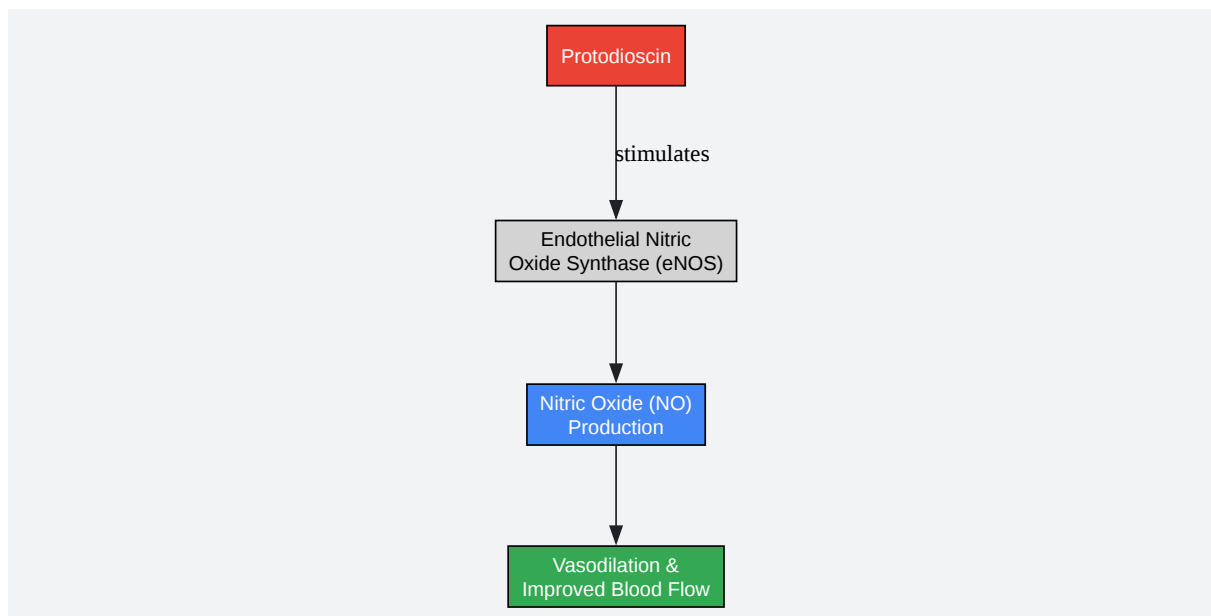 Protodioscin
stimulates
Endothelial Nitric
Oxide Synthase (eNOS)
Nitric Oxide (NO)
Production
Vasodilation &
Improved Blood Flow